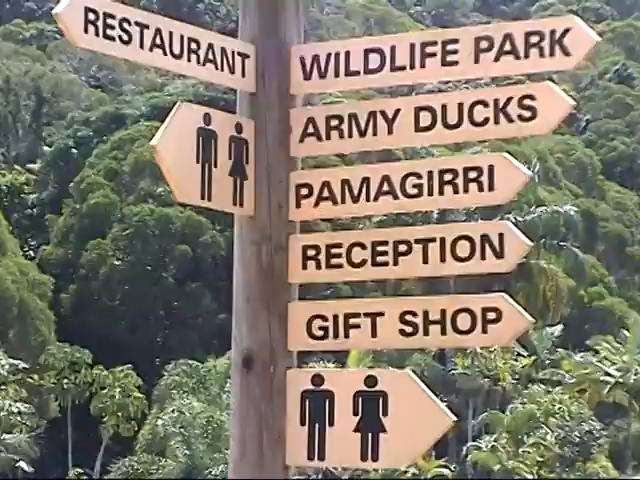 RESTAURANT
WILDLIFE PARK
ARMY DUCKS
PAMAGIRRI
RECEPTION
GIFT SHOP